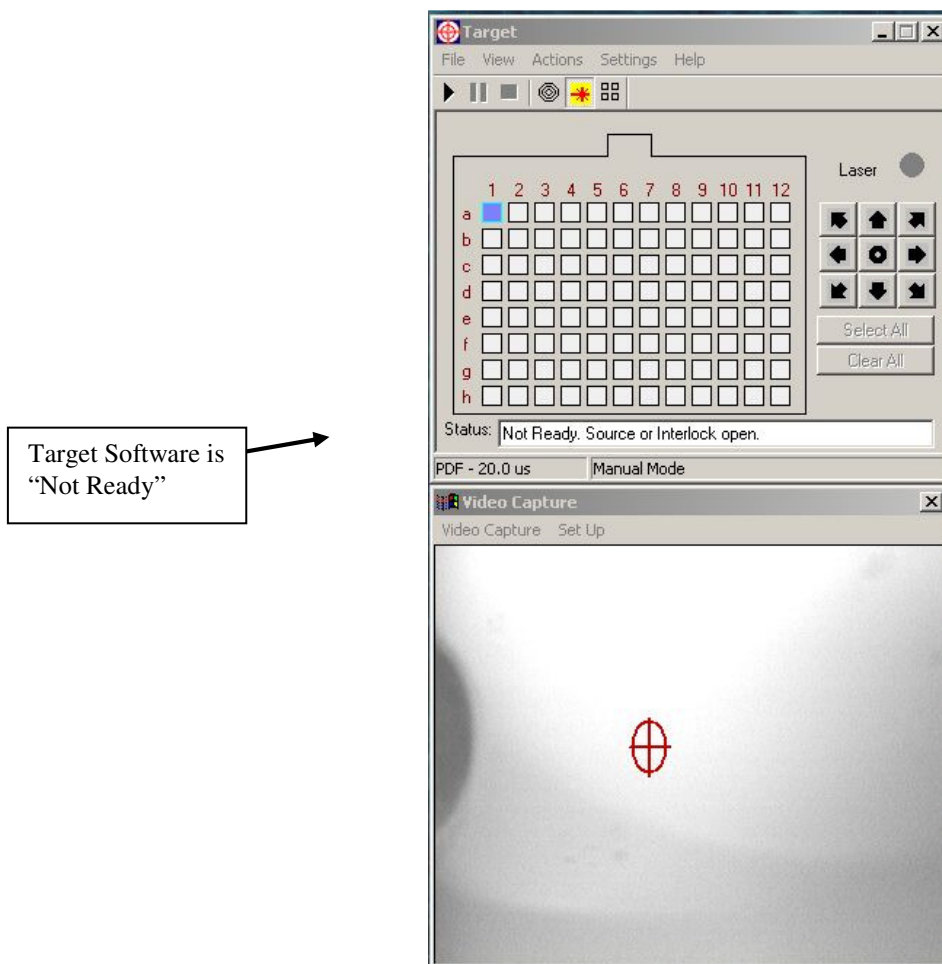 Target
File View Actions Settings Help
Laser
1 2 3 4 5 6 7 8 9 10 11 12
a
b
c
d
e
f
g
h
Select All
Clear All
Status: Not Ready. Source or Interlock open.
PDF - 20.0 us Manual Mode
Target Software is
“Not Ready”
Video Capture
Video Capture Set Up